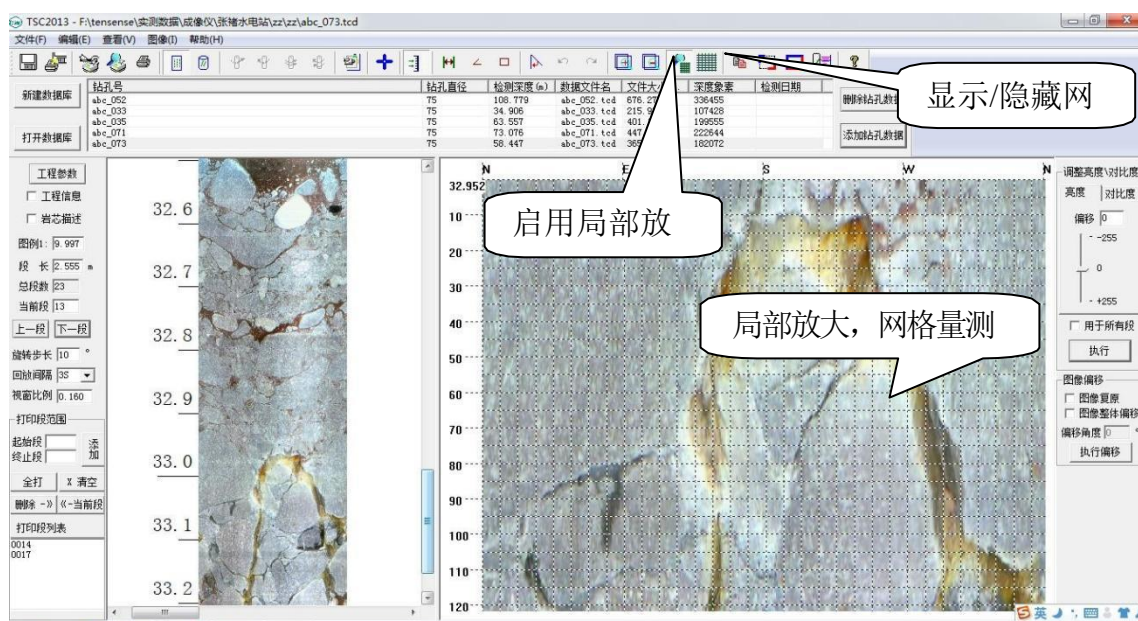 TSC2013 - F:\tensense\实测数据\成像仪\张褚水电站\zz\zz\abc_073.tcd
文件(F) 编辑(E) 查看(V) 图像(I) 帮助(H)
新建数据库
打开数据库
钻孔号 钻孔直径 检测深度(m) 数据文件名 文件大小 深度象素 检测日期
abc_052 75 108.779 abc_052.tcd 676.27 336455
abc_033 75 34.906 abc_033.tcd 215.9 107428
abc_035 75 63.557 abc_035.tcd 401. 199555
abc_071 75 73.076 abc_071.tcd 447 222644
abc_073 75 58.447 abc_073.tcd 365 182072
删除钻孔数据
添加钻孔数据
显示/隐藏网
启用局部放
局部放大，网格量测
工程参数
工程信息
岩芯描述
图例1: 9.997
段 长 2.555 m
总段数 23
当前段 13
上一段 下一段
旋转步长 10 °
回放间隔 3S
视窗比例 0.160
打印段范围
起始段
终止段
添加
全打 X 清空
删除 -》 《-当前段
打印段列表
0014
0017
32.6
32.7
32.8
32.9
33.0
33.1
33.2
N E S W N
32.952
10
20
30
40
50
60
70
80
90
100
110
120
调整亮度\对比度
亮度 对比度
偏移 0
-255
0
+255
用于所有段
执行
图像偏移
图像复原
图像整体偏移
偏移角度 0 °
执行偏移
英